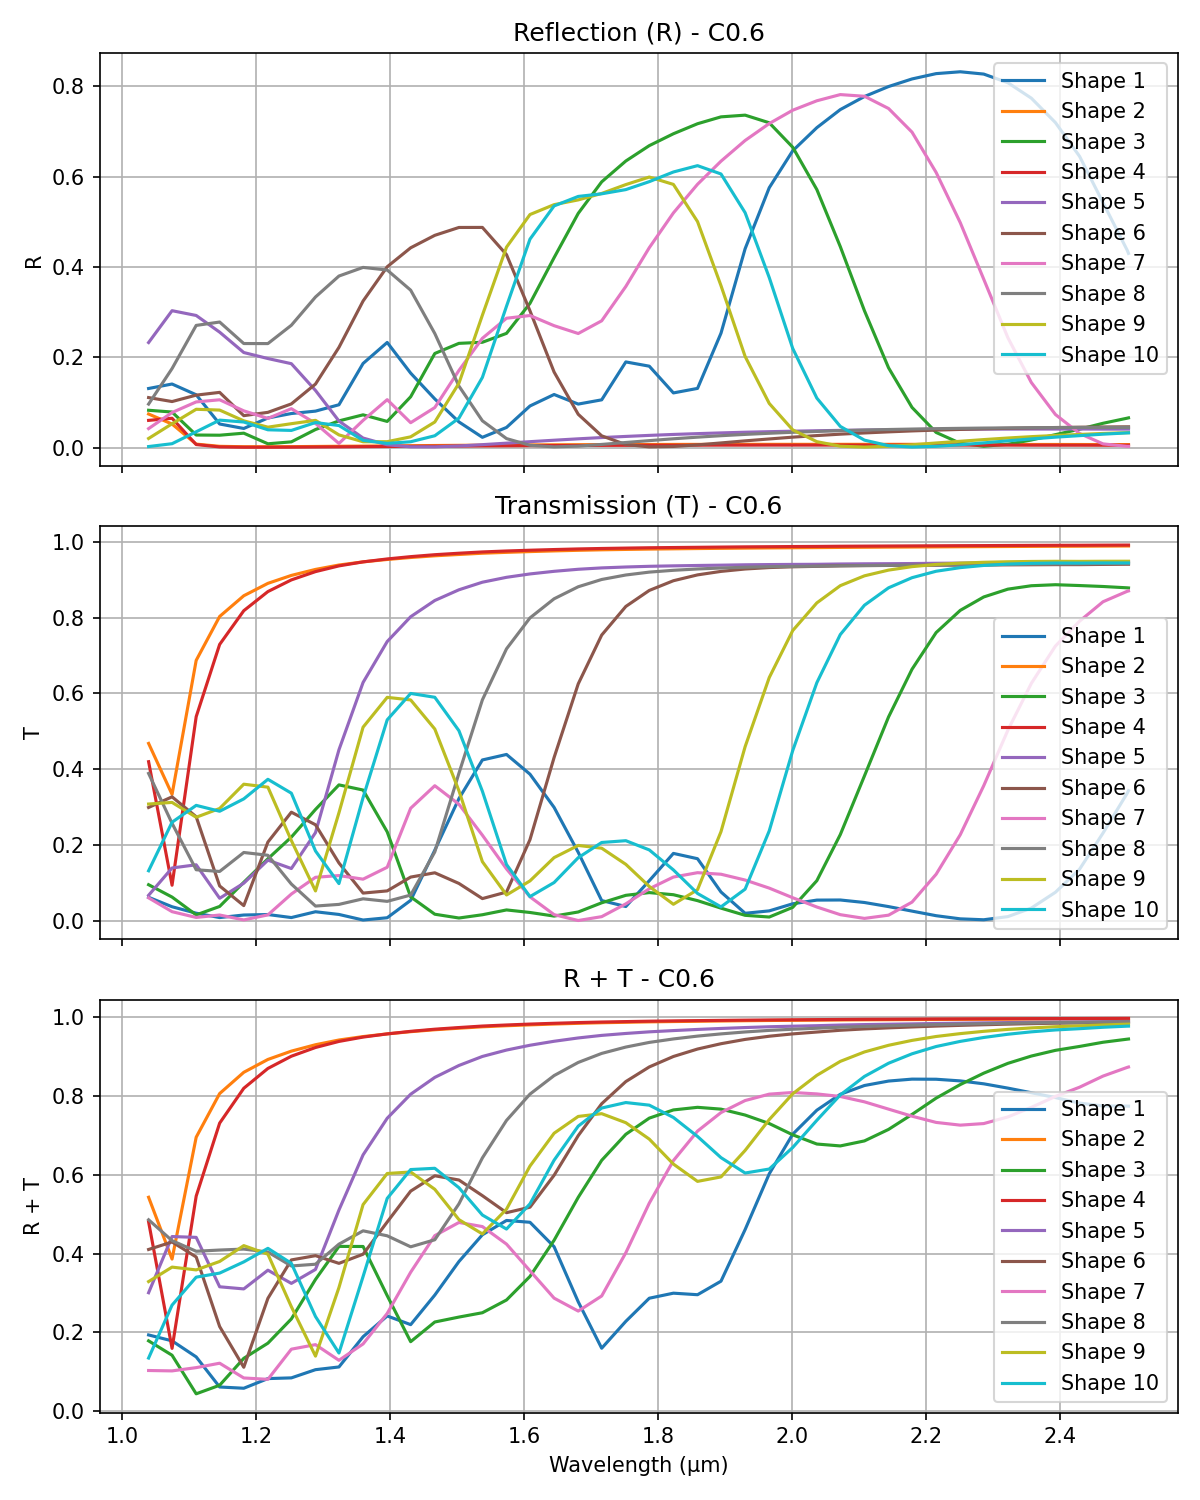 Reflection (R) - C0.6
0.8
0.6
0.4
0.2
0.0
R
Shape 1
Shape 2
Shape 3
Shape 4
Shape 5
Shape 6
Shape 7
Shape 8
Shape 9
Shape 10
Transmission (T) - C0.6
1.0
0.8
0.6
0.4
0.2
0.0
T
Shape 1
Shape 2
Shape 3
Shape 4
Shape 5
Shape 6
Shape 7
Shape 8
Shape 9
Shape 10
R + T - C0.6
1.0
0.8
0.6
0.4
0.2
0.0
R + T
Shape 1
Shape 2
Shape 3
Shape 4
Shape 5
Shape 6
Shape 7
Shape 8
Shape 9
Shape 10
1.0 1.2 1.4 1.6 1.8 2.0 2.2 2.4
Wavelength (μm)